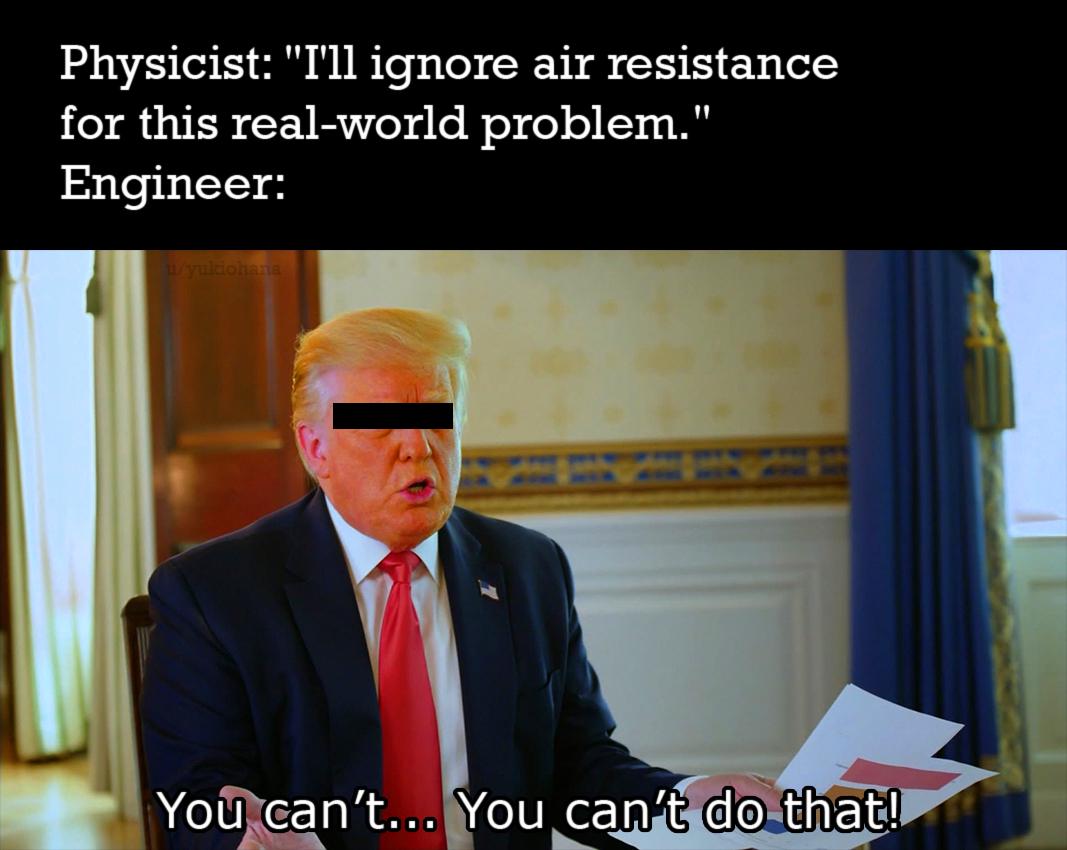 Physicist: "I'll ignore air resistance
for this real-world problem."
Engineer:
u/yukiohana
You can’t... You can’t do that!